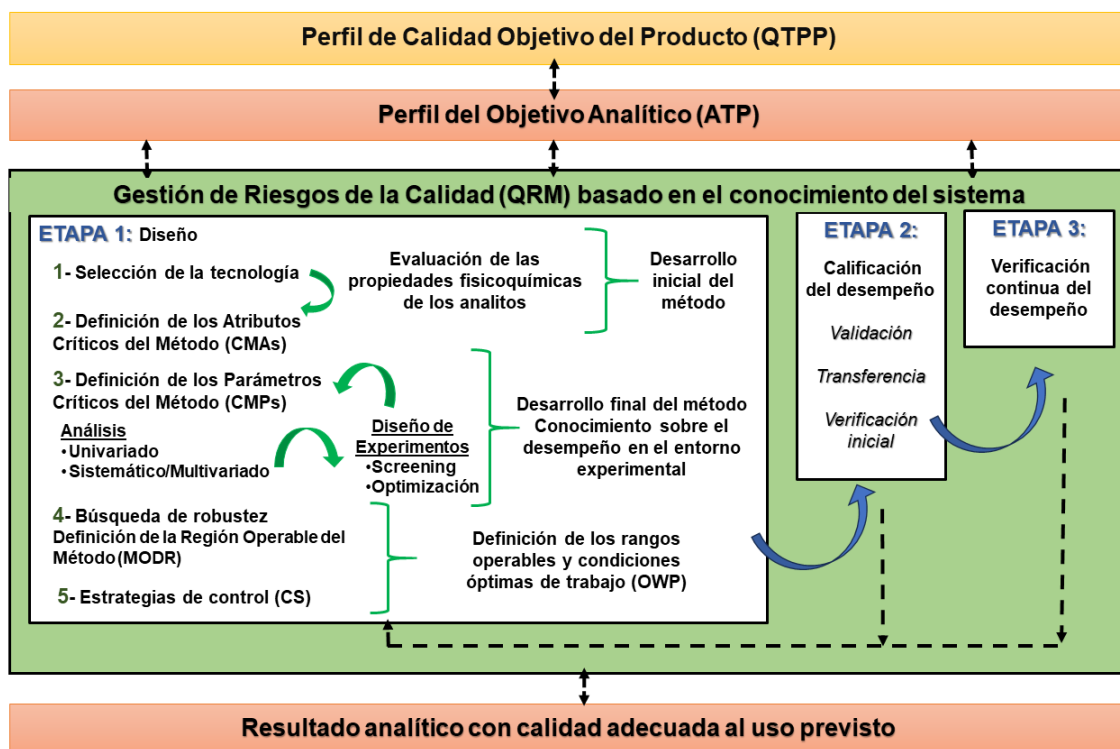 Perfil de Calidad Objetivo del Producto (QTPP)
Perfil del Objetivo Analítico (ATP)
Gestión de Riesgos de la Calidad (QRM) basado en el conocimiento del sistema
ETAPA 1: Diseño
1- Selección de la tecnología
2- Definición de los Atributos
Críticos del Método (CMAs)
Evaluación de las
propiedades fisicoquímicas
de los analitos
Desarrollo
inicial del
método
3- Definición de los Parámetros
Críticos del Método (CMPs)
Análisis
•Univariado
•Sistemático/Multivariado
Diseño de
Experimentos
•Screening
•Optimización
Desarrollo final del método
Conocimiento sobre el
desempeño en el entorno
experimental
4- Búsqueda de robustez
Definición de la Región Operable del
Método (MODR)
5- Estrategias de control (CS)
Definición de los rangos
operables y condiciones
óptimas de trabajo (OWP)
ETAPA 2:
Calificación
del desempeño
Validación
Transferencia
Verificación
inicial
ETAPA 3:
Verificación
continua del
desempeño
Resultado analítico con calidad adecuada al uso previsto